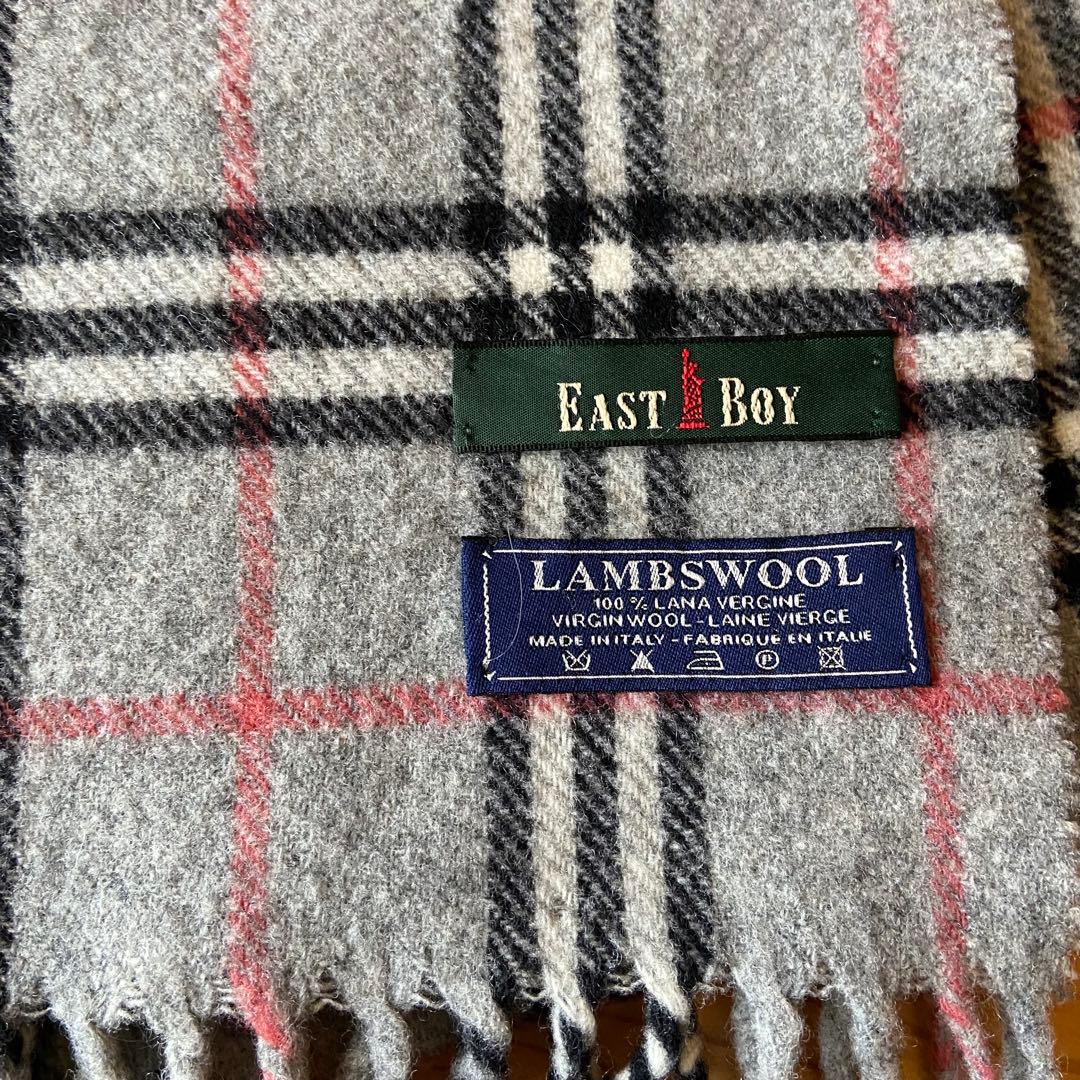 EAST BOY
LAMBSWOOL
100 % LANA VERGINE
VIRGIN WOOL - LAINE VIERGE
MADE IN ITALY - FABRIQUE EN ITALIE
P